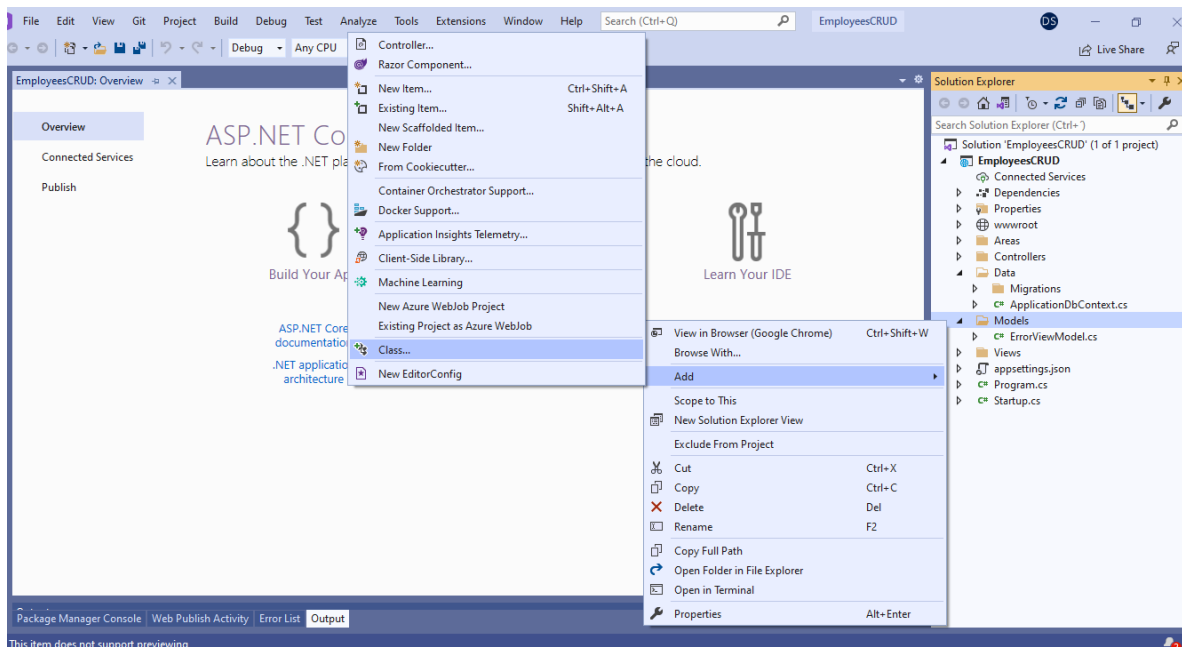 File Edit View Git Project Build Debug Test Analyze Tools Extensions Window Help Search (Ctrl+Q) EmployeesCRUD DS
Debug Any CPU Live Share
EmployeesCRUD: Overview
Overview
Connected Services
Publish
ASP.NET Co
Learn about the .NET pla
the cloud.
Build Your Ap
Learn Your IDE
ASP.NET Core
documentatio
.NET applicatio
architecture
Controller...
Razor Component...
New Item... Ctrl+Shift+A
Existing Item... Shift+Alt+A
New Scaffolded Item...
New Folder
From Cookiecutter...
Container Orchestrator Support...
Docker Support...
Application Insights Telemetry...
Client-Side Library...
Machine Learning
New Azure WebJob Project
Existing Project as Azure WebJob
Class...
New EditorConfig
View in Browser (Google Chrome) Ctrl+Shift+W
Browse With...
Add
Scope to This
New Solution Explorer View
Exclude From Project
Cut Ctrl+X
Copy Ctrl+C
Delete Del
Rename F2
Copy Full Path
Open Folder in File Explorer
Open in Terminal
Properties Alt+Enter
Solution Explorer
Search Solution Explorer (Ctrl+¨)
Solution 'EmployeesCRUD' (1 of 1 project)
EmployeesCRUD
Connected Services
Dependencies
Properties
wwwroot
Areas
Controllers
Data
Migrations
C# ApplicationDbContext.cs
Models
C# ErrorViewModel.cs
Views
appsettings.json
C# Program.cs
C# Startup.cs
Package Manager Console Web Publish Activity Error List Output
This item does not support previewing